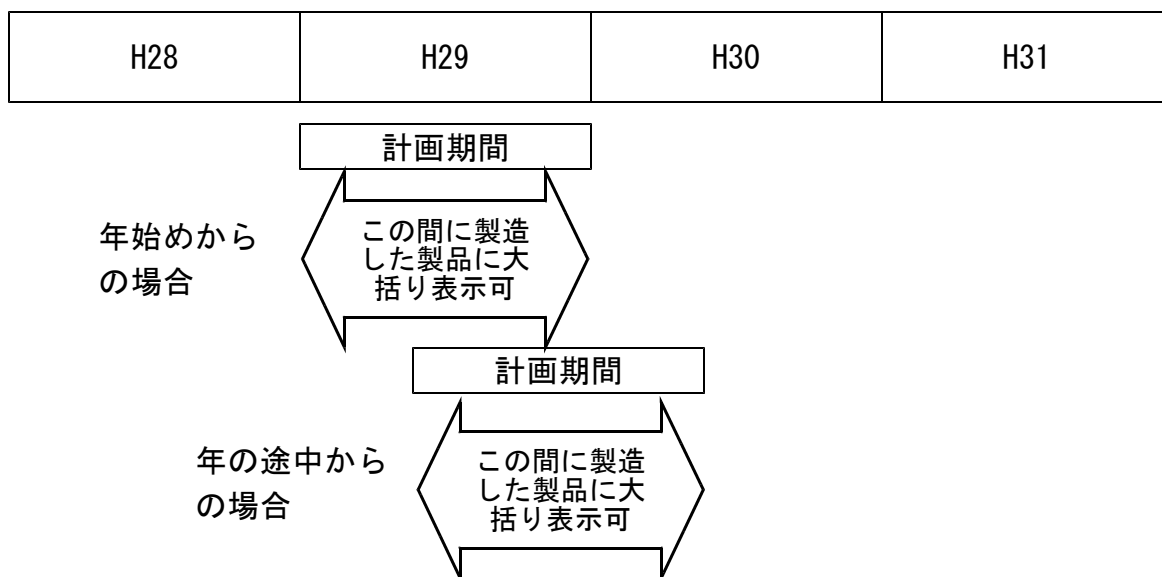 H28 H29 H30 H31
計画期間
年始めから
の場合
この間に製造
した製品に大
括り表示可
計画期間
年の途中から
の場合
この間に製造
した製品に大
括り表示可